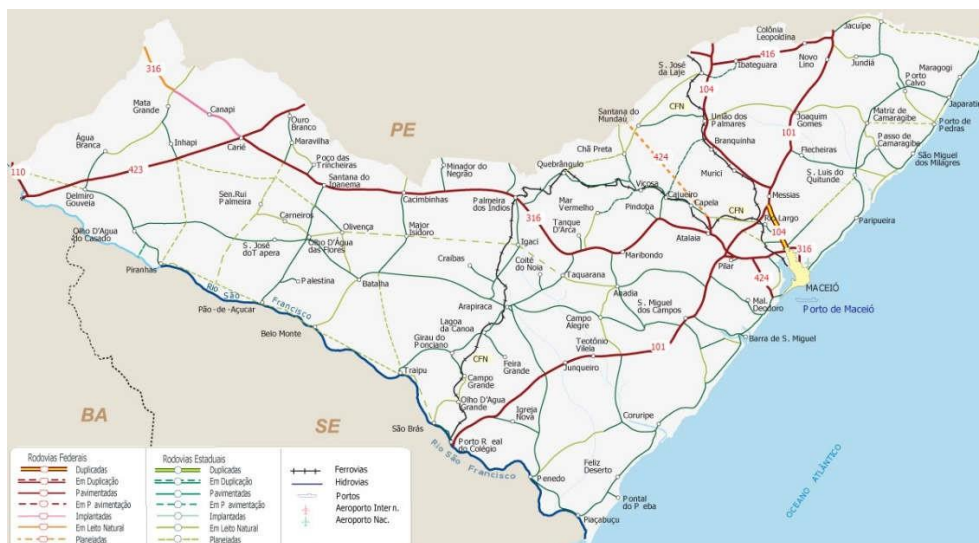 Jacuípe
Colônia
Leopoldina
416
Novo
Lino
Jundiá
Ibateguara
S. José
da Laje
104
Maragogi
Porto
Calvo
Japaratin
316
Mata
Grande
Canapi
Ouro
Branco
Maravilha
PE
CFN
Santana do
Mundaú
União dos
Palmares
Joaquim
Gomes
101
Matriz de
Camaragibe
Porto de
Pedras
Passo de
Camaragibe
São Miguel
dos Milagres
Água
Branca
Inhapi
Carié
Poço das
Trincheiras
Chã Preta
424
Branquinha
Flecheiras
S. Luis do
Quitunde
110
423
Delmiro
Gouveia
Santana do
Ipanema
Minador do
Negrão
Quebrângulo
Viçosa
Cajueiro
Murici
Messias
Sen.Rui
Palmeira
Carneiros
Cacimbinhas
Palmeira
dos Índios
Mar
Vermelho
Pindoba
Capela
CFN
Rio Largo
104
Paripueira
Olho D'Agua
do Casado
Olivença
Major
Isidoro
316
Tanque
D'Arca
Atalaia
316
S. José
do Tapera
Olho D'Água
das Flores
Igaci
Coité
do Noia
Maribondo
Pilar
Piranhas
Palestina
Batalha
Craíbas
Taquarana
424
MACEIÓ
Rio São Francisco
Pão-de-Açucar
Arapiraca
Anadia
S. Miguel
dos Campos
Mal.
Deodoro
Porto de Maceió
Belo Monte
Lagoa
da Canoa
Campo
Alegre
Girau do
Ponciano
Teotônio
Vilela
101
Barra de S. Miguel
CFN
Feira
Grande
Junqueiro
Traipu
Campo
Grande
Olho D'Agua
Grande
Igreja
Nova
BA
SE
São Brás
Coruripe
Porto R eal
do Colégio
Rio São Francisco
Feliz
Deserto
Penedo
Pontal
do P eba
Piaçabuçu
OCEANO ATLÂNTICO
Rodovias Federais
Duplicadas
Em Duplicação
Pavimentadas
Em P avimentação
Implantadas
Em Leito Natural
Planejadas
Rodovias Estaduais
Duplicadas
Em Duplicação
Pavimentadas
Em P avimentação
Implantadas
Em Leito Natural
Planejadas
Ferrovias
Hidrovias
Portos
Aeroporto Intern.
Aeroporto Nac.